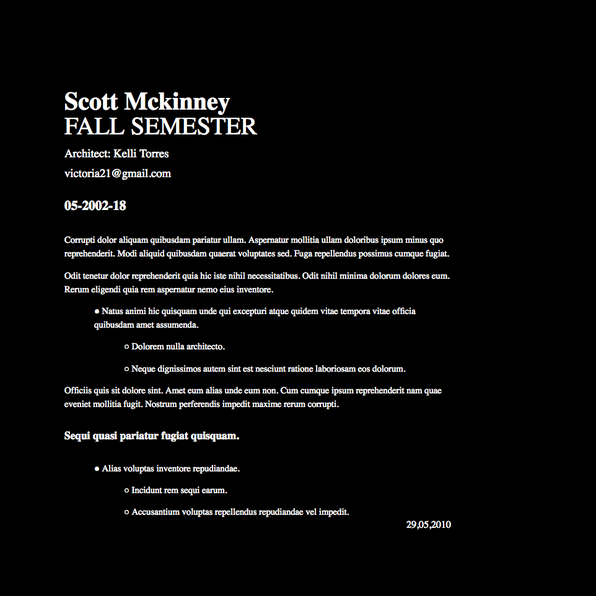 Scott Mckinney
FALL SEMESTER
Architect: Kelli Torres
victoria21@gmail.com
05-2002-18
Corrupti dolor aliquam quibusdam pariatur ullam. Aspernatur mollitia ullam doloribus ipsum minus quo
reprehenderit. Modi aliquid quibusdam quaerat voluptates sed. Fuga repellendus possimus cumque fugiat.
Odit tenetur dolor reprehenderit quia hic iste nihil necessitatibus. Odit nihil minima dolorum dolores eum.
Rerum eligendi quia rem aspernatur nemo eius inventore.
● Natus animi hic quisquam unde qui excepturi atque quidem vitae tempora vitae officia
quibusdam amet assumenda.
○ Dolorem nulla architecto.
○ Neque dignissimos autem sint est nesciunt ratione laboriosam eos dolorum.
Officiis quis sit dolore sint. Amet eum alias unde eum non. Cum cumque ipsum reprehenderit nam quae
eveniet mollitia fugit. Nostrum perferendis impedit maxime rerum corrupti.
Sequi quasi pariatur fugiat quisquam.
● Alias voluptas inventore repudiandae.
○ Incidunt rem sequi earum.
○ Accusantium voluptas repellendus repudiandae vel impedit.
29,05,2010